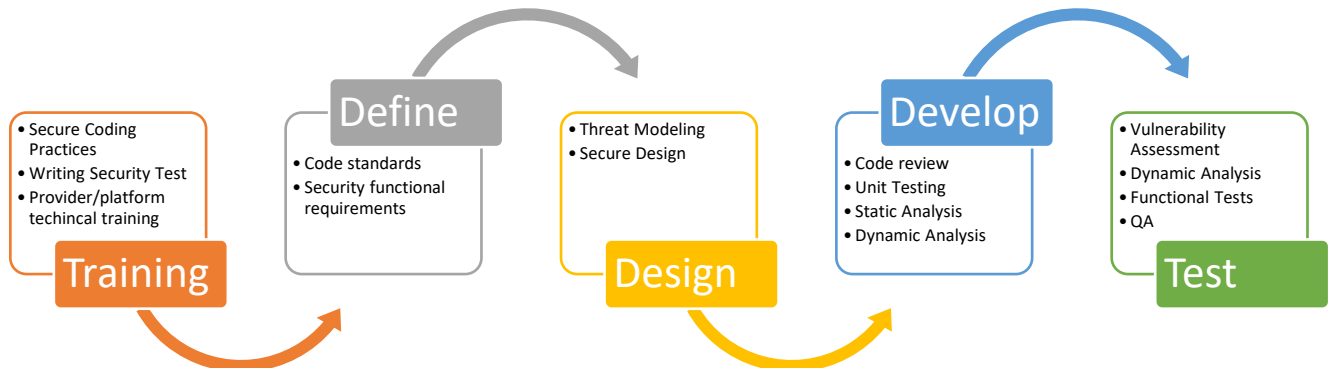 • Secure Coding
Practices
• Writing Security Test
• Provider/platform
techincal training
Training
Define
• Code standards
• Security functional
requirements
• Threat Modeling
• Secure Design
Design
Develop
• Code review
• Unit Testing
• Static Analysis
• Dynamic Analysis
• Vulnerability
Assessment
• Dynamic Analysis
• Functional Tests
• QA
Test